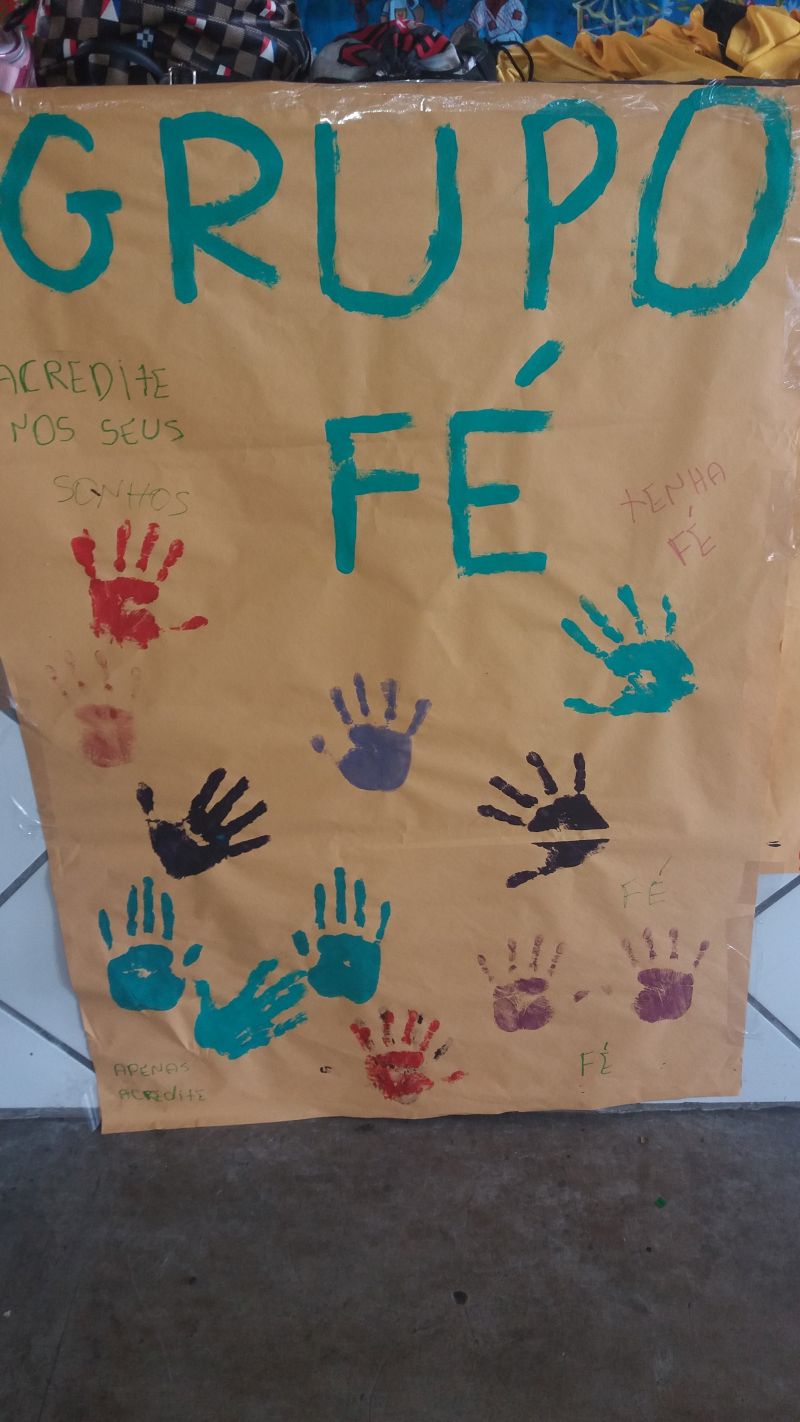 GRUPO
FÉ
ACREDITE
NOS SEUS
SONHOS
TENHA
FÉ
FÉ
FÉ
APENAS
ACREDITE